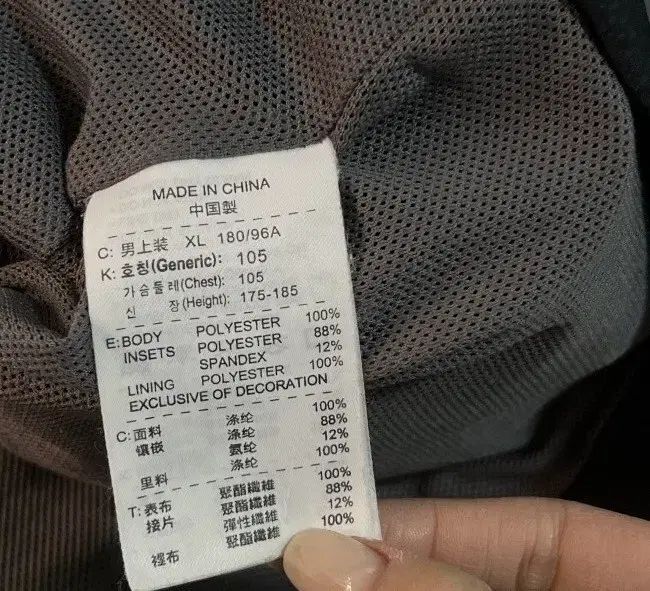 MADE IN CHINA
中国製
C: 男上装 XL 180/96A
K: 호칭(Generic): 105
가슴둘레(Chest): 105
신 장(Height): 175-185
E: BODY POLYESTER 100%
INSETS POLYESTER 88%
SPANDEX 12%
LINING POLYESTER 100%
EXCLUSIVE OF DECORATION
C: 面料 涤纶 100%
镶嵌 涤纶 88%
氨纶 12%
里料 涤纶 100%
T: 表布 聚酯纖維 100%
接片 聚酯纖維 88%
彈性纖維 12%
裡布 聚酯纖維 100%